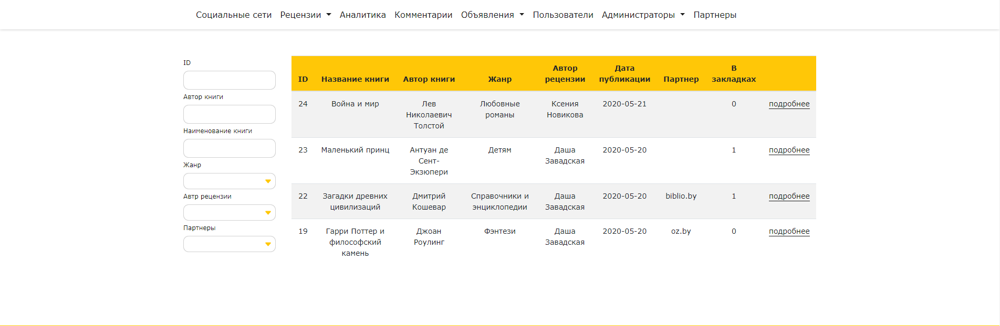 Социальные сети Рецензии Аналитика Комментарии Объявления Пользователи Администраторы Партнеры
ID
Автор книги
Наименование книги
Жанр
Автр рецензии
Партнеры
ID Название книги Автор книги Жанр Автор рецензии Дата публикации Партнер В закладках
24 Война и мир Лев Николаевич Толстой Любовные романы Ксения Новикова 2020-05-21 0 подробнее
23 Маленький принц Антуан де Сент-Экзюпери Детям Даша Завадская 2020-05-20 1 подробнее
22 Загадки древних цивилизаций Дмитрий Кошевар Справочники и энциклопедии Даша Завадская 2020-05-20 biblio.by 1 подробнее
19 Гарри Поттер и философский камень Джоан Роулинг Фэнтези Даша Завадская 2020-05-20 oz.by 0 подробнее